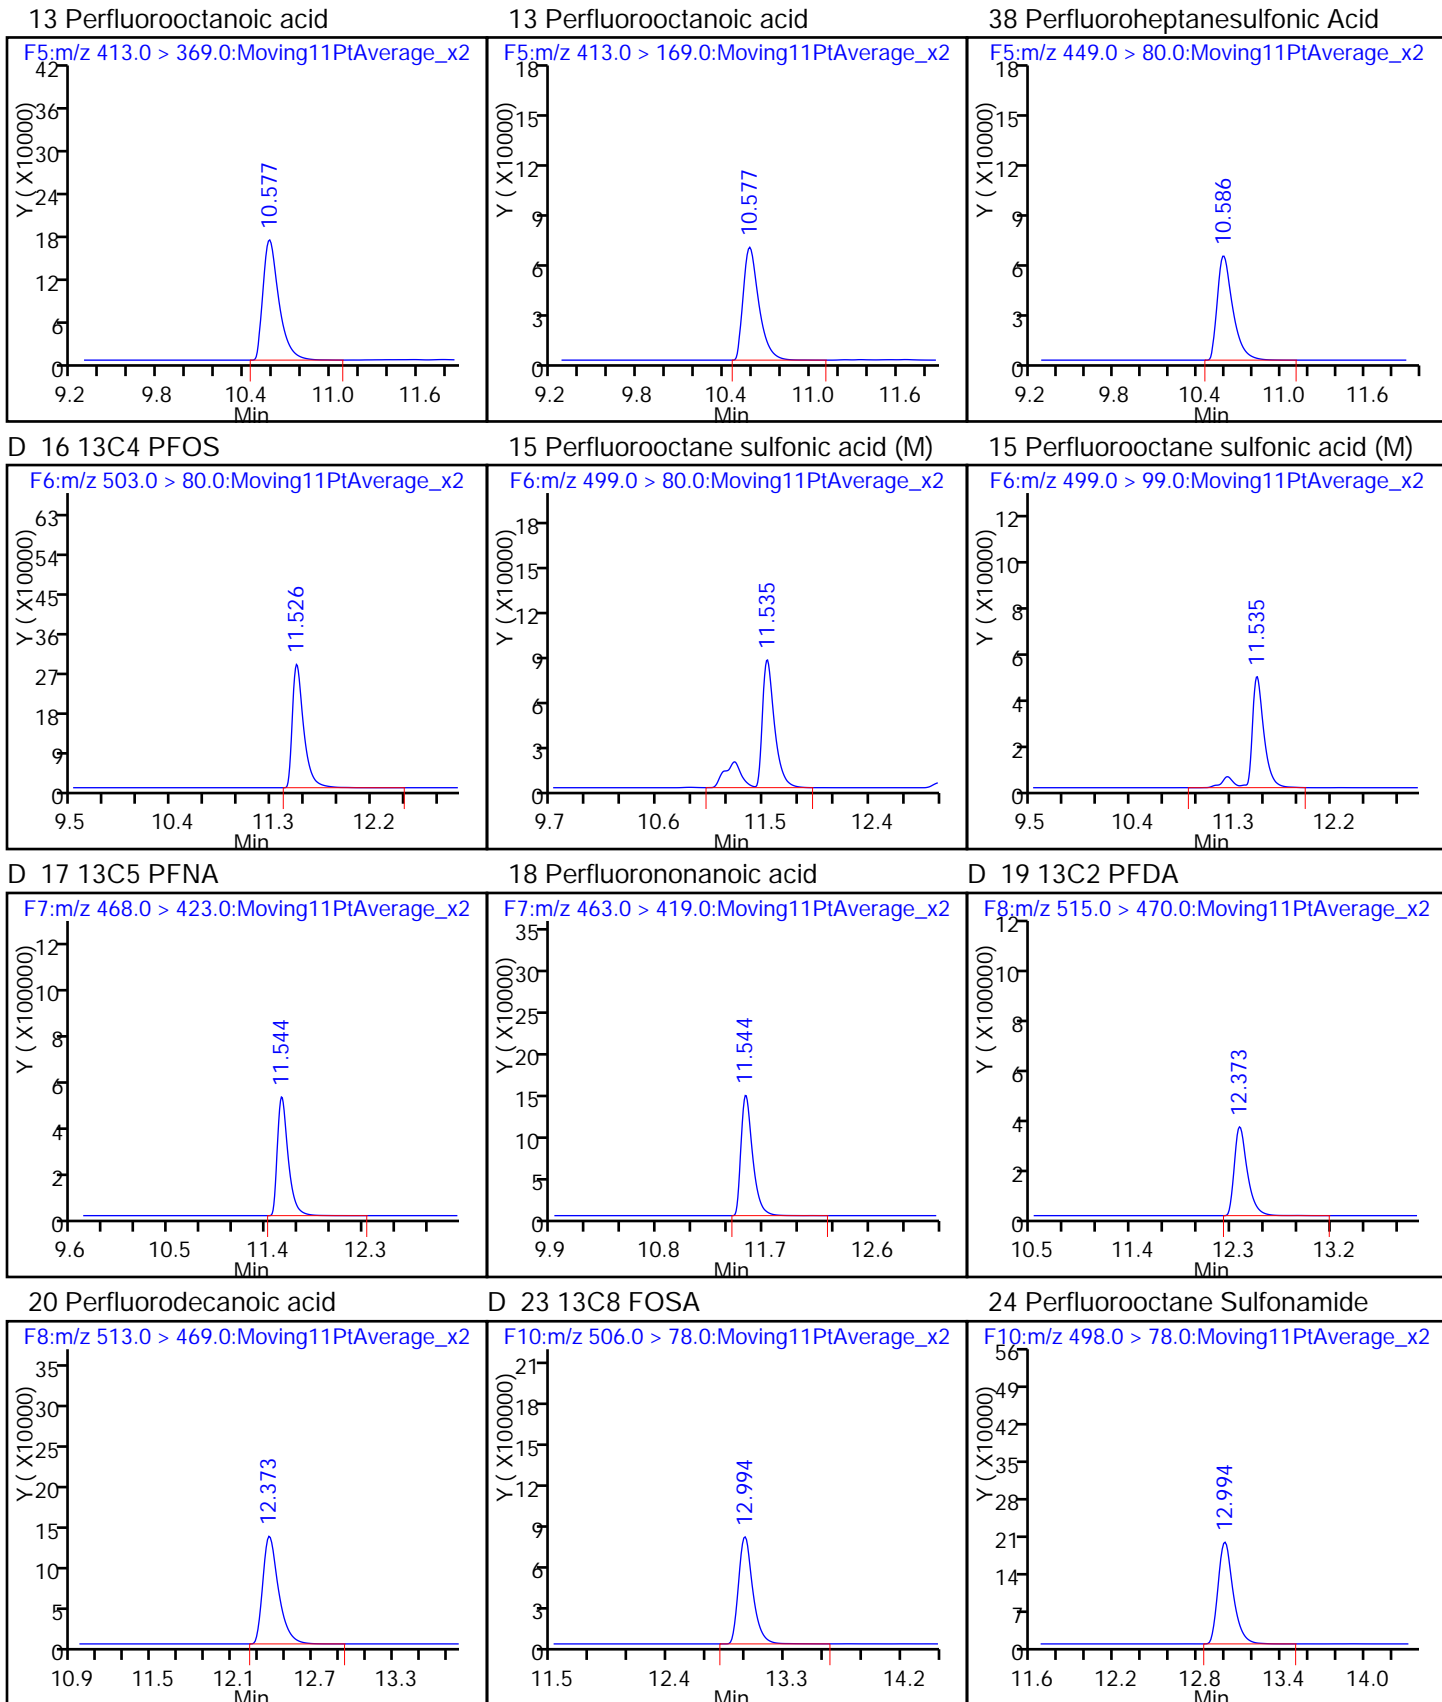 13 Perfluorooctanoic acid
F5:m/z 413.0 > 369.0:Moving11PtAverage_x2
Y ( X10000)
42
36
30
24
18
12
6
0
10.577
9.2 9.8 10.4 11.0 11.6
Min
13 Perfluorooctanoic acid
F5:m/z 413.0 > 169.0:Moving11PtAverage_x2
Y ( X10000)
18
15
12
9
6
3
0
10.577
9.2 9.8 10.4 11.0 11.6
Min
38 Perfluoroheptanesulfonic Acid
F5:m/z 449.0 > 80.0:Moving11PtAverage_x2
Y ( X10000)
18
15
12
9
6
3
0
10.586
9.2 9.8 10.4 11.0 11.6
Min
D 16 13C4 PFOS
F6:m/z 503.0 > 80.0:Moving11PtAverage_x2
Y ( X10000)
63
54
45
36
27
18
9
0
11.526
9.5 10.4 11.3 12.2
Min
15 Perfluorooctane sulfonic acid (M)
F6:m/z 499.0 > 80.0:Moving11PtAverage_x2
Y ( X10000)
18
15
12
9
6
3
0
11.535
9.7 10.6 11.5 12.4
Min
15 Perfluorooctane sulfonic acid (M)
F6:m/z 499.0 > 99.0:Moving11PtAverage_x2
Y ( X10000)
12
10
8
6
4
2
0
11.535
9.5 10.4 11.3 12.2
Min
D 17 13C5 PFNA
F7:m/z 468.0 > 423.0:Moving11PtAverage_x2
Y ( X100000)
12
10
8
6
4
2
0
11.544
9.6 10.5 11.4 12.3
Min
18 Perfluorononanoic acid
F7:m/z 463.0 > 419.0:Moving11PtAverage_x2
Y ( X10000)
35
30
25
20
15
10
5
0
11.544
9.9 10.8 11.7 12.6
Min
D 19 13C2 PFDA
F8:m/z 515.0 > 470.0:Moving11PtAverage_x2
Y ( X100000)
12
10
8
6
4
2
0
12.373
10.5 11.4 12.3 13.2
Min
20 Perfluorodecanoic acid
F8:m/z 513.0 > 469.0:Moving11PtAverage_x2
Y ( X10000)
35
30
25
20
15
10
5
0
12.373
10.9 11.5 12.1 12.7 13.3
Min
D 23 13C8 FOSA
F10:m/z 506.0 > 78.0:Moving11PtAverage_x2
Y ( X100000)
21
18
15
12
9
6
3
0
12.994
11.5 12.4 13.3 14.2
Min
24 Perfluorooctane Sulfonamide
F10:m/z 498.0 > 78.0:Moving11PtAverage_x2
Y ( X10000)
56
49
42
35
28
21
14
7
0
12.994
11.6 12.2 12.8 13.4 14.0
Min